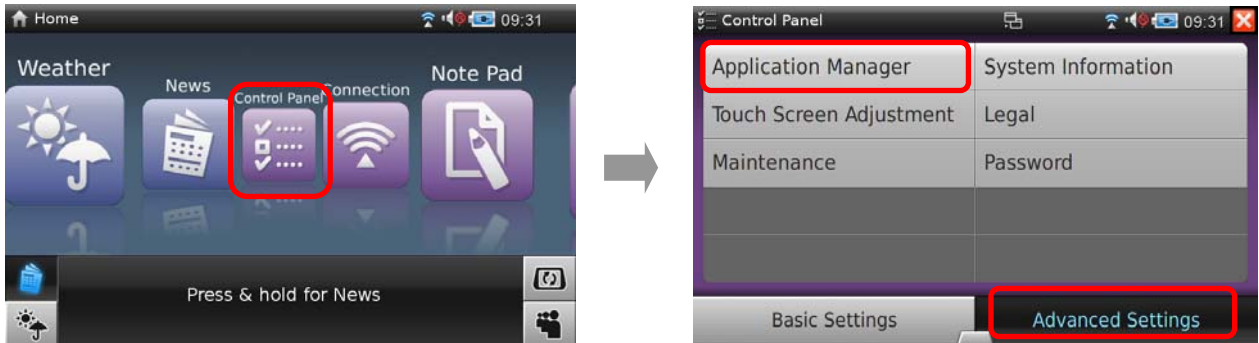 Home
09:31
Weather
News
Control Panel
Connection
Note Pad
Press & hold for News
Control Panel
09:31
Application Manager
System Information
Touch Screen Adjustment
Legal
Maintenance
Password
Basic Settings
Advanced Settings